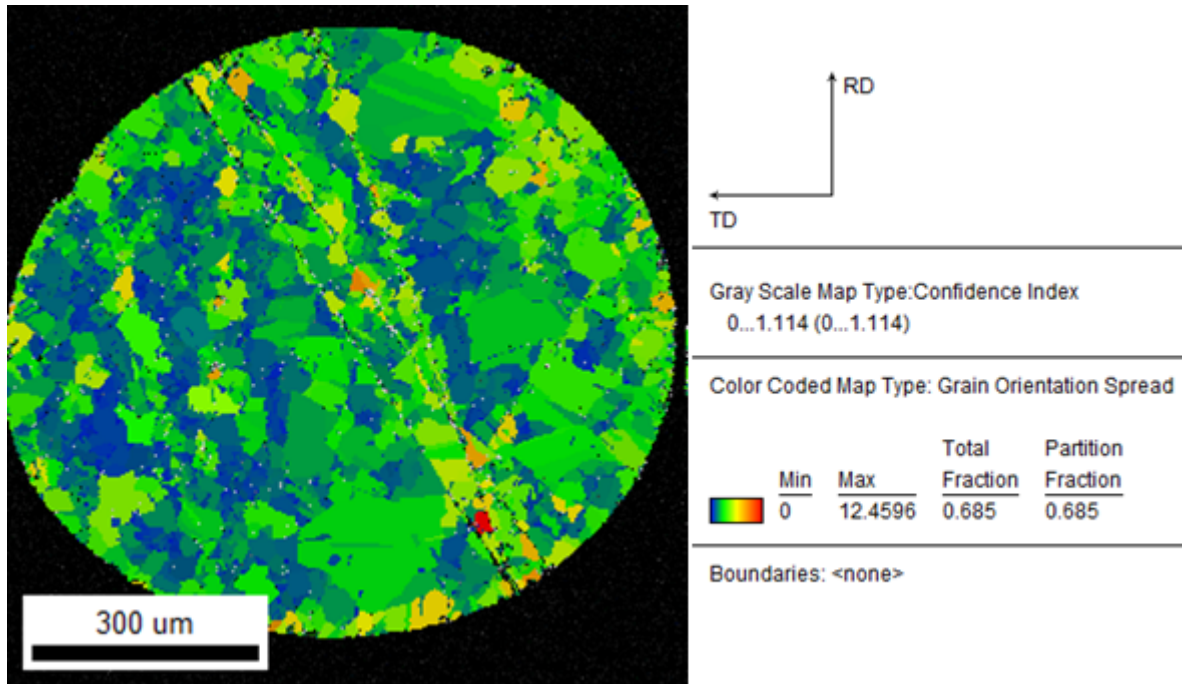 300 um
RD
TD
Gray Scale Map Type:Confidence Index
0...1.114 (0...1.114)
Color Coded Map Type: Grain Orientation Spread
Total Partition
Min Max Fraction Fraction
0 12.4596 0.685 0.685
Boundaries: <none>